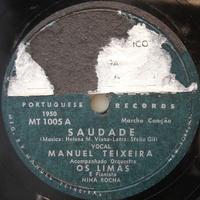 PORTUGUESE RECORDS
1950
MT 1005 A
Marcha Canção
SAUDADE
(Musica: Helena M. Viana-Letra: Stella Gil)
VOCAL
MANUEL TEIXEIRA
Acompanhado Orquestra
OS LIMAS
E Pianista
NINA ROCHA